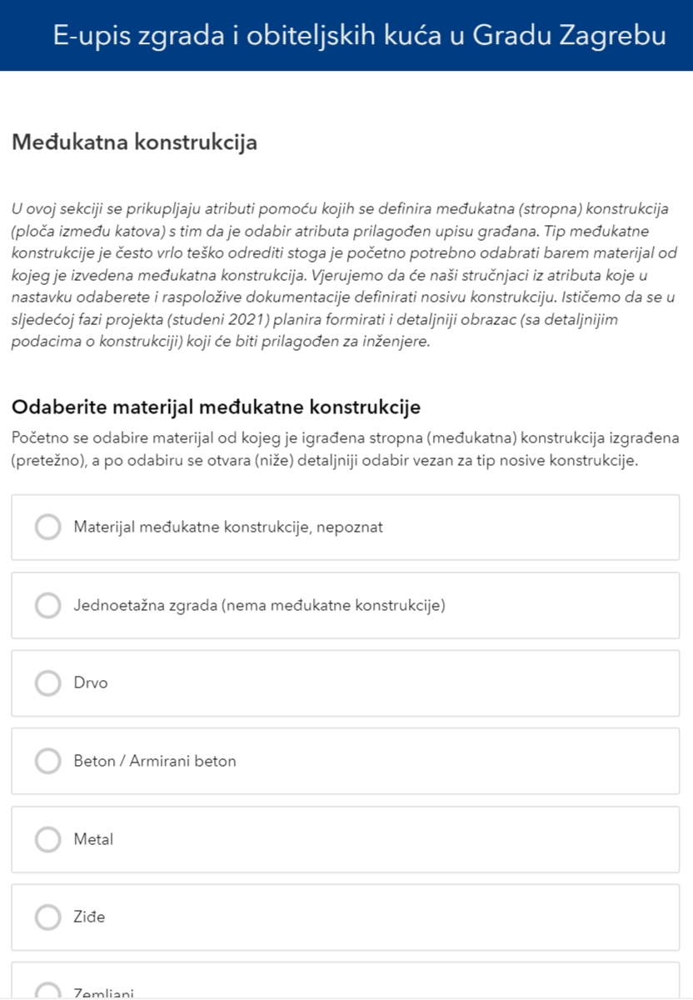 E-upis zgrada i obiteljskih kuća u Gradu Zagrebu
Međukatna konstrukcija
U ovoj sekciji se prikupljaju atributi pomoću kojih se definira međukatna (stropna) konstrukcija
(ploča između katova) s tim da je odabir atributa prilagođen upisu građana. Tip međukatne
konstrukcije je često vrlo teško odrediti stoga je početno potrebno odabrati barem materijal od
kojeg je izvedena međukatna konstrukcija. Vjerujemo da će naši stručnjaci iz atributa koje u
nastavku odaberete i raspoložive dokumentacije definirati nosivu konstrukciju. Ističemo da se u
sljedećoj fazi projekta (studeni 2021) planira formirati i detaljniji obrazac (sa detaljnijim
podacima o konstrukciji) koji će biti prilagođen za inženjere.
Odaberite materijal međukatne konstrukcije
Početno se odabire materijal od kojeg je igrađena stropna (međukatna) konstrukcija izgrađena
(pretežno), a po odabiru se otvara (niže) detaljniji odabir vezan za tip nosive konstrukcije.
Materijal međukatne konstrukcije, nepoznat
Jednoetažna zgrada (nema međukatne konstrukcije)
Drvo
Beton / Armirani beton
Metal
Ziđe
Zemljani